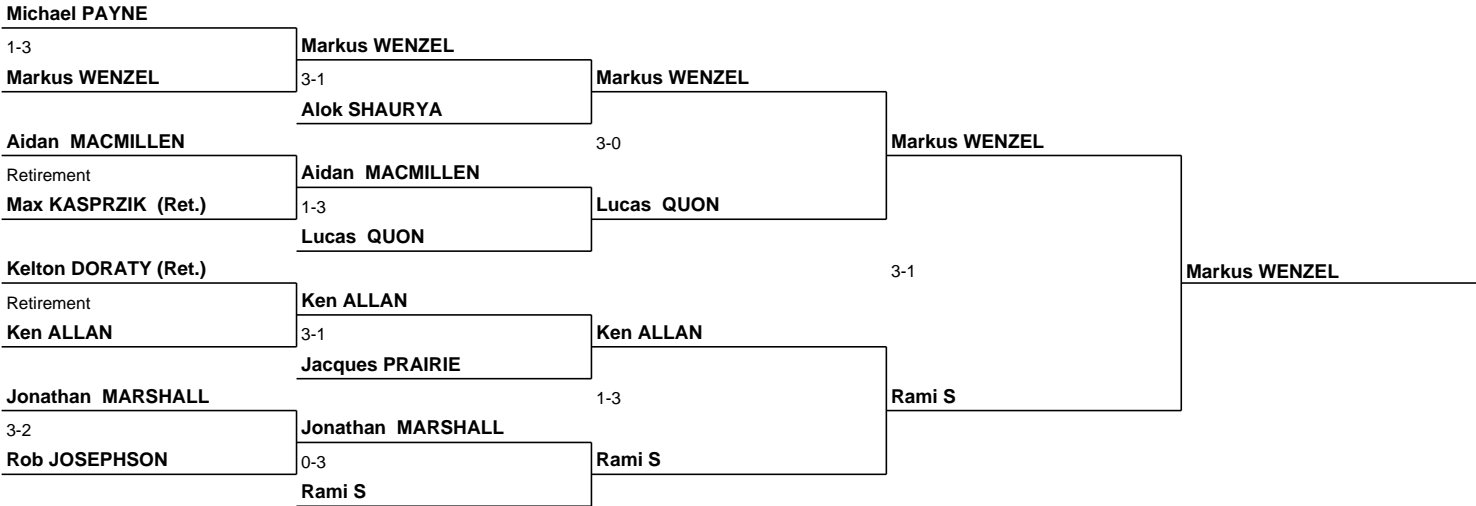 Michael PAYNE
1-3
Markus WENZEL
Markus WENZEL
3-1
Alok SHAURYA
Markus WENZEL
Aidan  MACMILLEN
Retirement
Max KASPRZIK  (Ret.)
Aidan  MACMILLEN
1-3
Lucas  QUON
3-0
Lucas  QUON
Markus WENZEL
Kelton DORATY (Ret.)
Retirement
Ken ALLAN
Ken ALLAN
3-1
Jacques PRAIRIE
Ken ALLAN
3-1
Markus WENZEL
Jonathan  MARSHALL
3-2
Rob JOSEPHSON
Jonathan  MARSHALL
0-3
Rami S
1-3
Rami S
Rami S